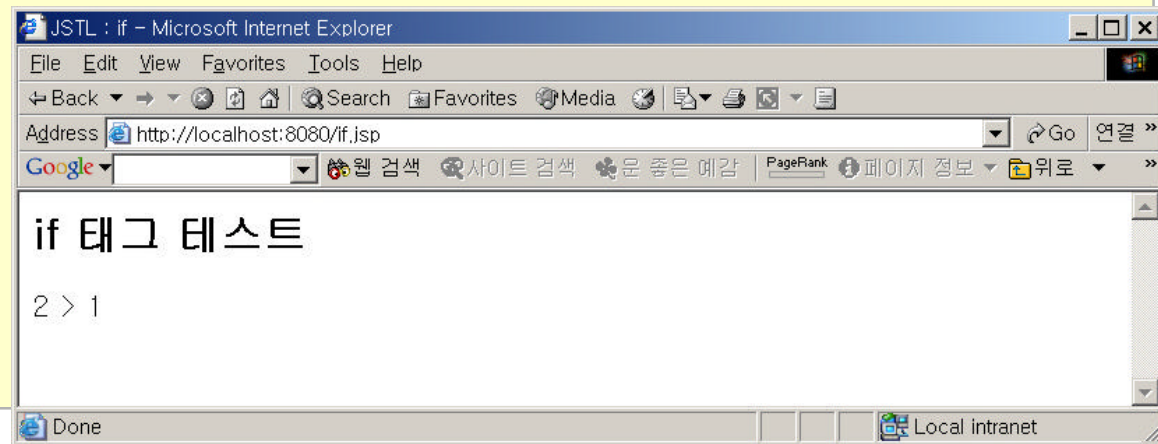 JSTL : if - Microsoft Internet Explorer
File Edit View Favorites Tools Help
Back Search Favorites Media
Address http://localhost:8080/if.jsp Go 연결 »
Google 웹 검색 사이트 검색 운 좋은 예감 PageRank 페이지 정보 위로 »
if 태그 테스트
2 > 1
Done Local intranet